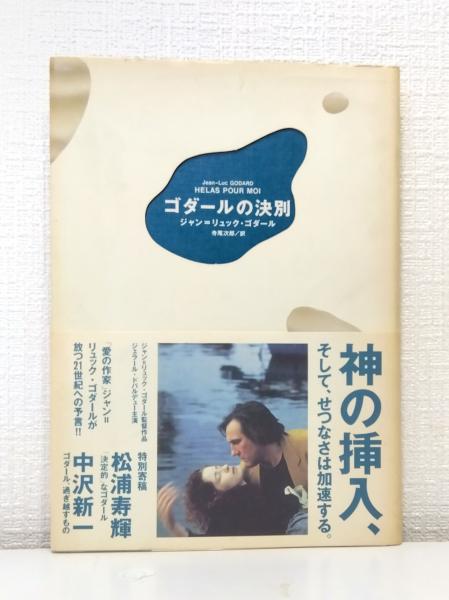 Jean-Luc GODARD
HELAS POUR MOI
ゴダールの決別
ジャン=リュック・ゴダール
寺尾次郎/訳
神の挿入、
そして、せつなさは加速する。
ジャン=リュック・ゴダール監督作品
ジェラール・ドパルデュー主演
「愛の作家」ジャン=
リュック・ゴダールが
放つ21世紀への予言!!
特別寄稿
松浦寿輝
「決定的」なゴダール
中沢新一
ゴダール、過ぎ越すもの